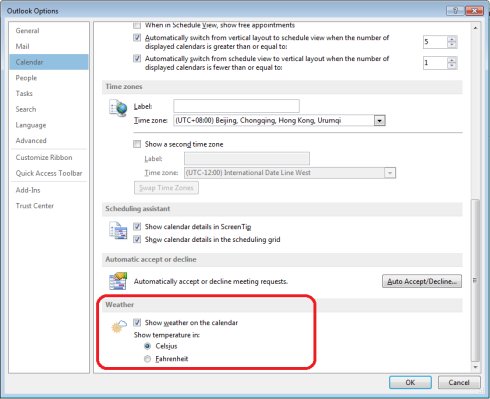 Outlook Options
General
Mail
Calendar
People
Tasks
Search
Language
Advanced
Customize Ribbon
Quick Access Toolbar
Add-Ins
Trust Center
When in Schedule View, show free appointments
Automatically switch from vertical layout to schedule view when the number of
displayed calendars is greater than or equal to:
5
Automatically switch from schedule view to vertical layout when the number of
displayed calendars is fewer than or equal to:
1
Time zones
Label:
Time zone: (UTC+08:00) Beijing, Chongqing, Hong Kong, Urumqi
Show a second time zone
Label:
Time zone: (UTC-12:00) International Date Line West
Swap Time Zones
Scheduling assistant
Show calendar details in ScreenTip
Show calendar details in the scheduling grid
Automatic accept or decline
Automatically accept or decline meeting requests.
Auto Accept/Decline...
Weather
Show weather on the calendar
Show temperature in:
Celsius
Fahrenheit
OK
Cancel